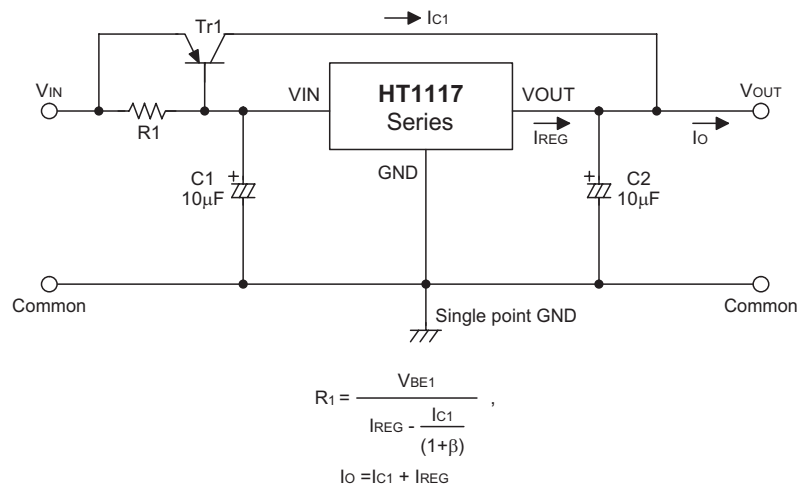 Tr1
IC1
VIN
R1
VIN
HT1117
Series
GND
VOUT
IREG
VOUT
IO
C1
10μF
C2
10μF
Common
Single point GND
Common
R1 = VBE1 / (IREG - IC1 / (1+β)) ,
IO =IC1 + IREG